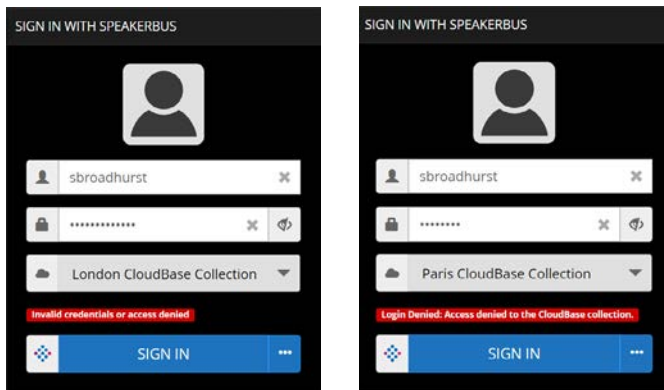 SIGN IN WITH SPEAKERBUS
sbroadhurst
•••••••••••••
London CloudBase Collection
Invalid credentials or access denied
SIGN IN
SIGN IN WITH SPEAKERBUS
sbroadhurst
••••••••
Paris CloudBase Collection
Login Denied: Access denied to the CloudBase collection.
SIGN IN